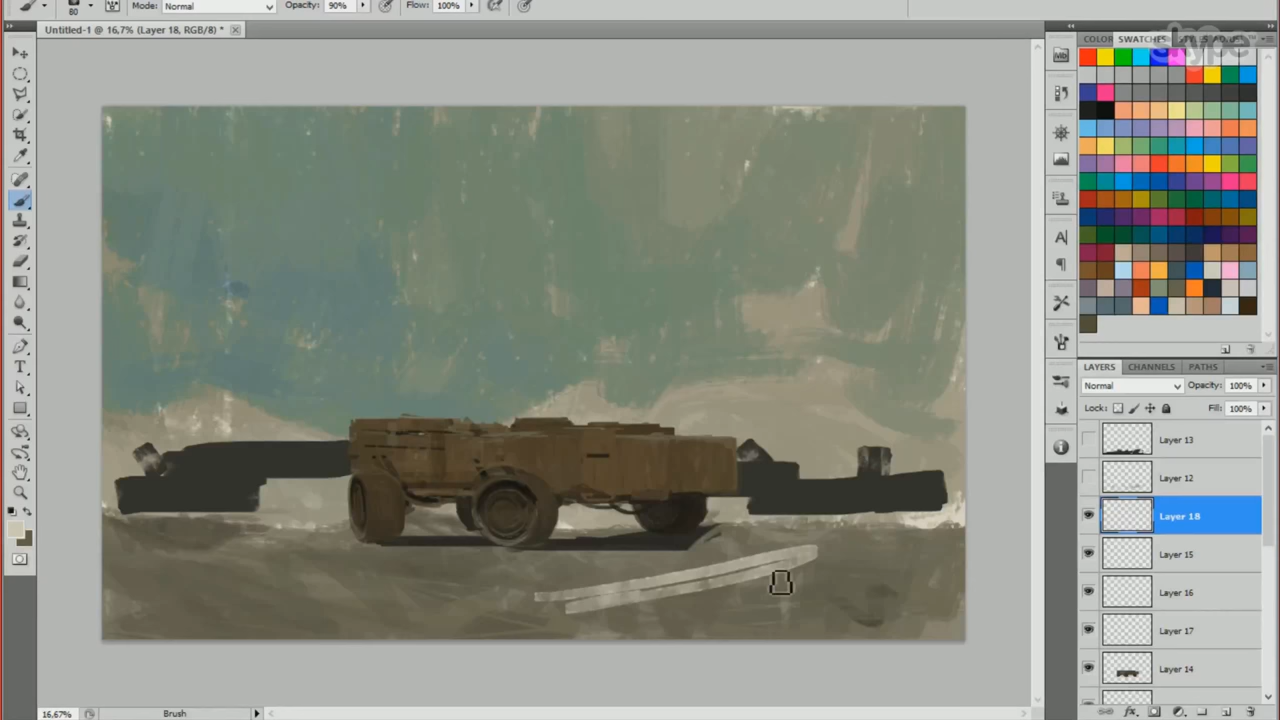 80 Mode: Normal Opacity: 90% Flow: 100%
Untitled-1 @ 16,7% (Layer 18, RGB/8) *
COLOR SWATCHES
skype
LAYERS CHANNELS PATHS
Normal Opacity: 100%
Lock: Fill: 100%
Layer 13
Layer 12
Layer 18
Layer 15
Layer 16
Layer 17
Layer 14
16,67% Brush